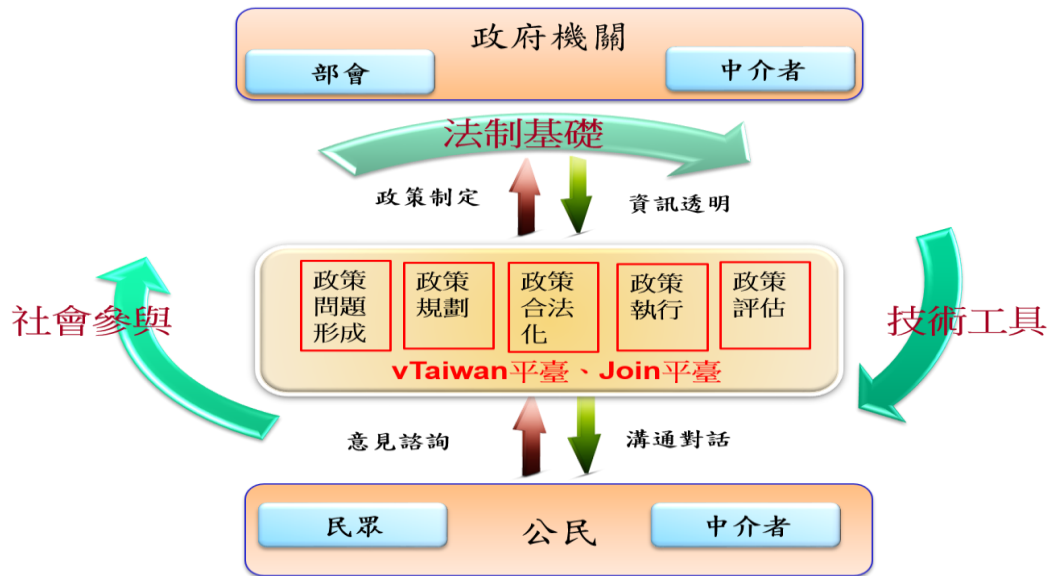 政府機關
部會
中介者
法制基礎
政策制定
資訊透明
社會參與
技術工具
政策
問題
形成
政策
規劃
政策
合法
化
政策
執行
政策
評估
vTaiwan平臺、Join平臺
意見諮詢
溝通對話
民眾
公民
中介者